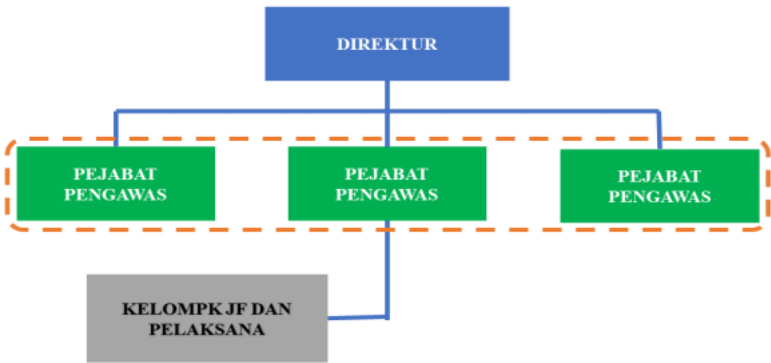 DIREKTUR
PEJABAT
PENGAWAS
PEJABAT
PENGAWAS
PEJABAT
PENGAWAS
KELOMPK JF DAN
PELAKSANA